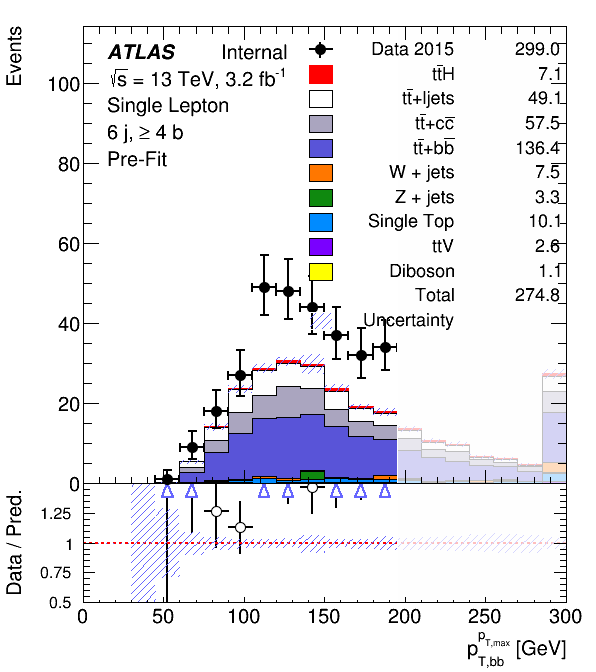 Events
ATLAS Internal
√s = 13 TeV, 3.2 fb⁻¹
Single Lepton
6 j, ≥ 4 b
Pre-Fit
Data 2015 299.0
tt̄H 7.1
tt̄+ljets 49.1
tt̄+cc̄ 57.5
tt̄+bb̄ 136.4
W + jets 7.5
Z + jets 3.3
Single Top 10.1
ttV 2.6
Diboson 1.1
Total 274.8
Uncertainty
100
80
60
40
20
0
Data / Pred.
1.25
1
0.75
0.5
0 50 100 150 200 250 300
p_{T,bb}^{p_{T,max}} [GeV]